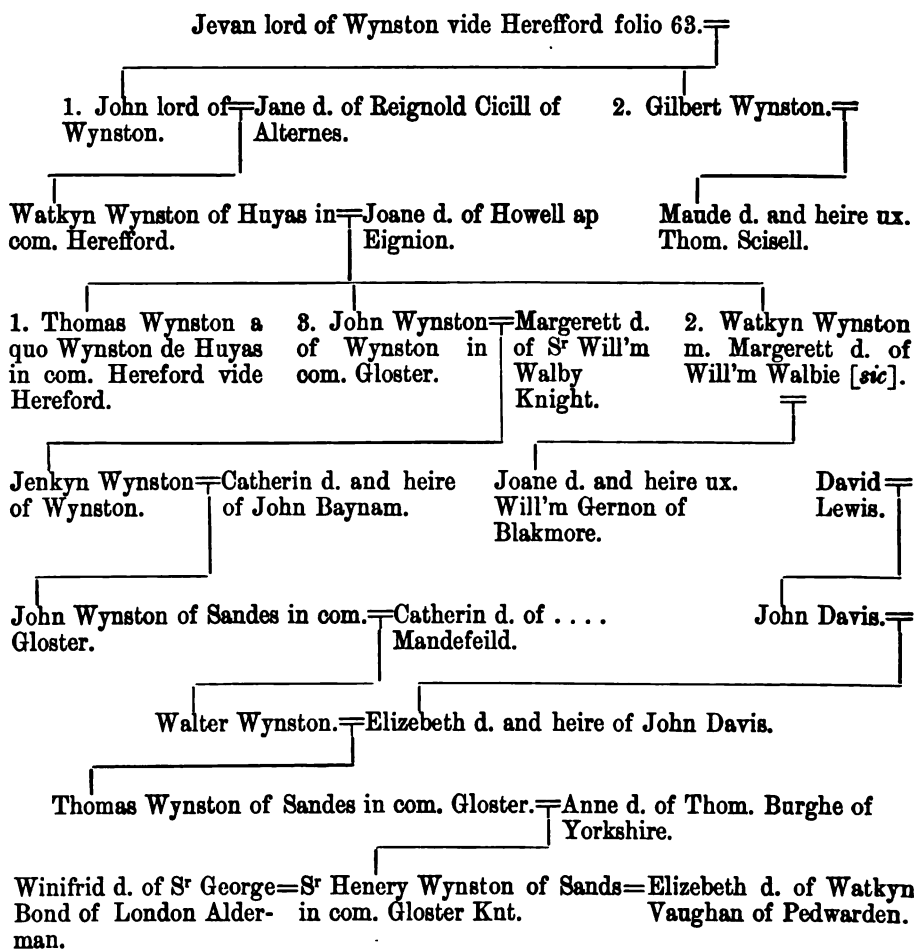 Jevan lord of Wynston vide Herefford folio 63.
1. John lord of
Wynston.
Jane d. of Reignold Cicill of
Alternes.
2. Gilbert Wynston.
Watkyn Wynston of Huyas in
com. Herefford.
Joane d. of Howell ap
Eignion.
Maude d. and heire ux.
Thom. Scisell.
1. Thomas Wynston a
quo Wynston de Huyas
in com. Hereford vide
Hereford.
3. John Wynston
of Wynston in
com. Gloster.
Margerett d.
of Sʳ Will'm
Walby
Knight.
2. Watkyn Wynston
m. Margerett d. of
Will'm Walbie [sic].
Jenkyn Wynston
of Wynston.
Catherin d. and heire
of John Baynam.
Joane d. and heire ux.
Will'm Gernon of
Blakmore.
David
Lewis.
John Wynston of Sandes in com.
Gloster.
Catherin d. of ....
Mandefeild.
John Davis.
Walter Wynston.
Elizebeth d. and heire of John Davis.
Thomas Wynston of Sandes in com. Gloster.
Anne d. of Thom. Burghe of
Yorkshire.
Winifrid d. of Sʳ George
Bond of London Alder-
man.
Sʳ Henery Wynston of Sands
in com. Gloster Knt.
Elizebeth d. of Watkyn
Vaughan of Pedwarden.